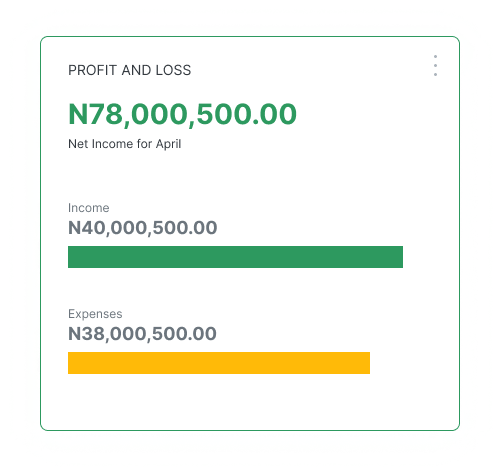 PROFIT AND LOSS
N78,000,500.00
Net Income for April
Income
N40,000,500.00
Expenses
N38,000,500.00